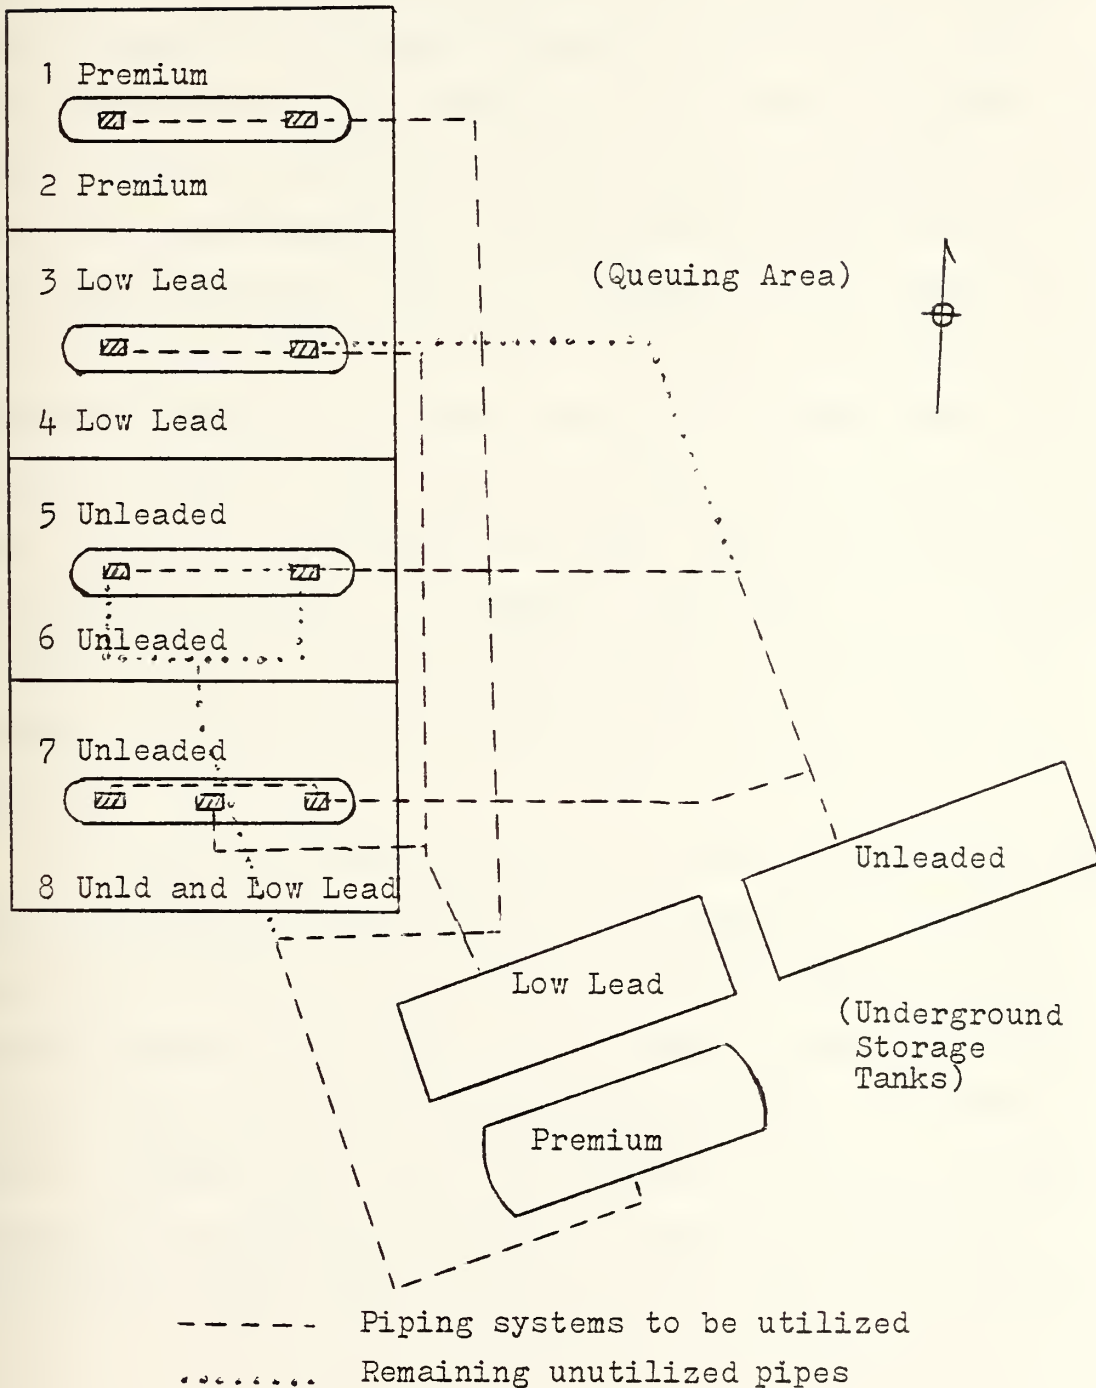 1 Premium
2 Premium
3 Low Lead
(Queuing Area)
4 Low Lead
5 Unleaded
6 Unleaded
7 Unleaded
8 Unld and Low Lead
Unleaded
Low Lead
(Underground
Storage
Tanks)
Premium
Piping systems to be utilized
Remaining unutilized pipes